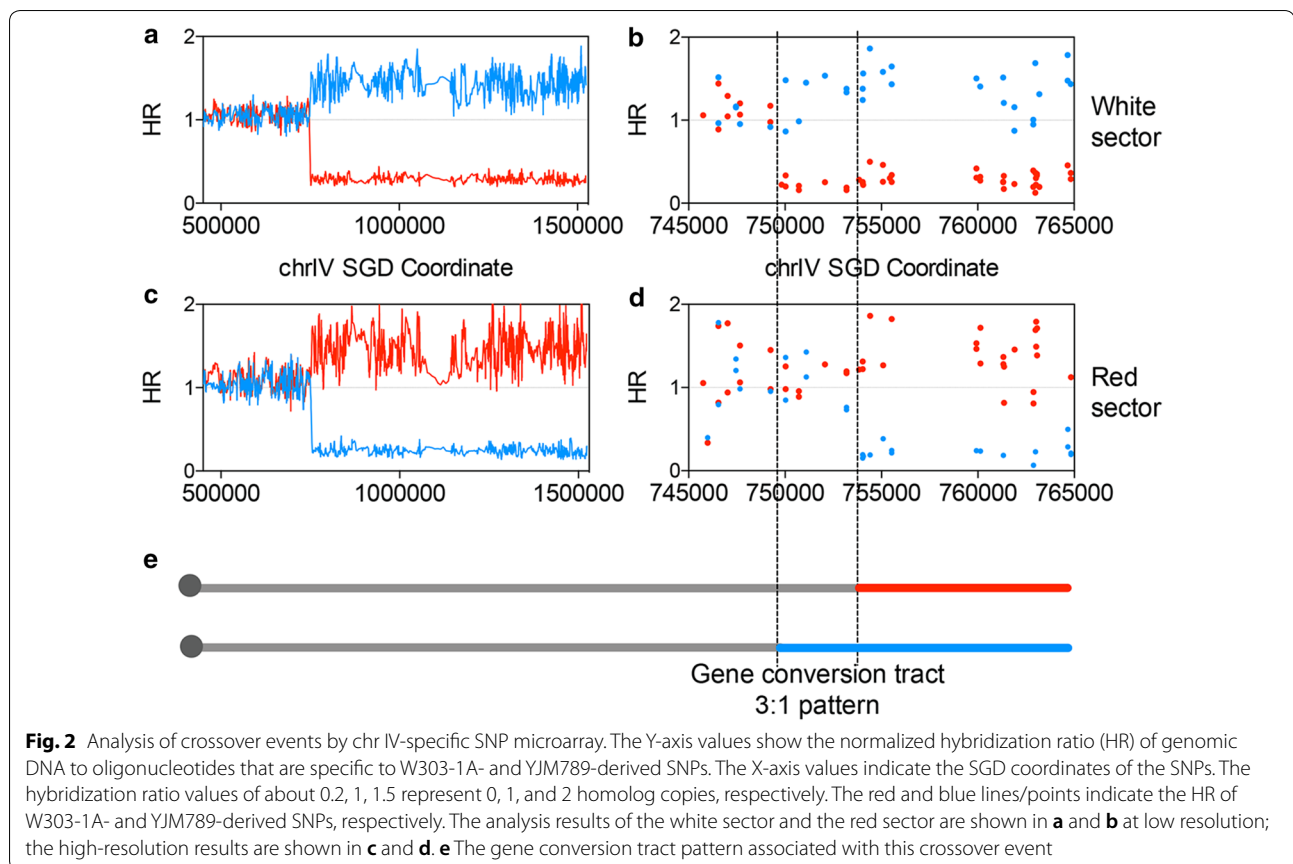 a
b
2
1
0
HR
500000
1000000
1500000
chrIV SGD Coordinate
2
1
0
HR
745000
750000
755000
760000
765000
chrIV SGD Coordinate
White
sector
c
d
2
1
0
HR
500000
1000000
1500000
2
1
0
HR
745000
750000
755000
760000
765000
Red
sector
e
Gene conversion tract
3:1 pattern
Fig. 2 Analysis of crossover events by chr IV-specific SNP microarray. The Y-axis values show the normalized hybridization ratio (HR) of genomic
DNA to oligonucleotides that are specific to W303-1A- and YJM789-derived SNPs. The X-axis values indicate the SGD coordinates of the SNPs. The
hybridization ratio values of about 0.2, 1, 1.5 represent 0, 1, and 2 homolog copies, respectively. The red and blue lines/points indicate the HR of
W303-1A- and YJM789-derived SNPs, respectively. The analysis results of the white sector and the red sector are shown in a and b at low resolution;
the high-resolution results are shown in c and d. e The gene conversion tract pattern associated with this crossover event